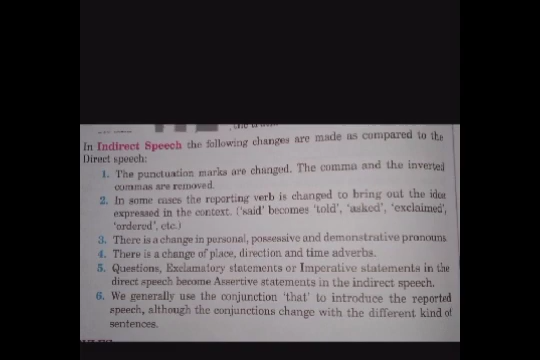 In Indirect Speech the following changes are made as compared to the
Direct speech:
1. The punctuation marks are changed. The comma and the inverted
commas are removed.
2. In some cases the reporting verb is changed to bring out the idea
expressed in the context. ('said' becomes 'told', 'asked', 'exclaimed',
'ordered', etc.)
3. There is a change in personal, possessive and demonstrative pronouns
4. There is a change of place, direction and time adverbs.
5. Questions, Exclamatory statements or Imperative statements in the
direct speech become Assertive statements in the indirect speech.
6. We generally use the conjunction 'that' to introduce the reported
speech, although the conjunctions change with the different kind of
sentences.